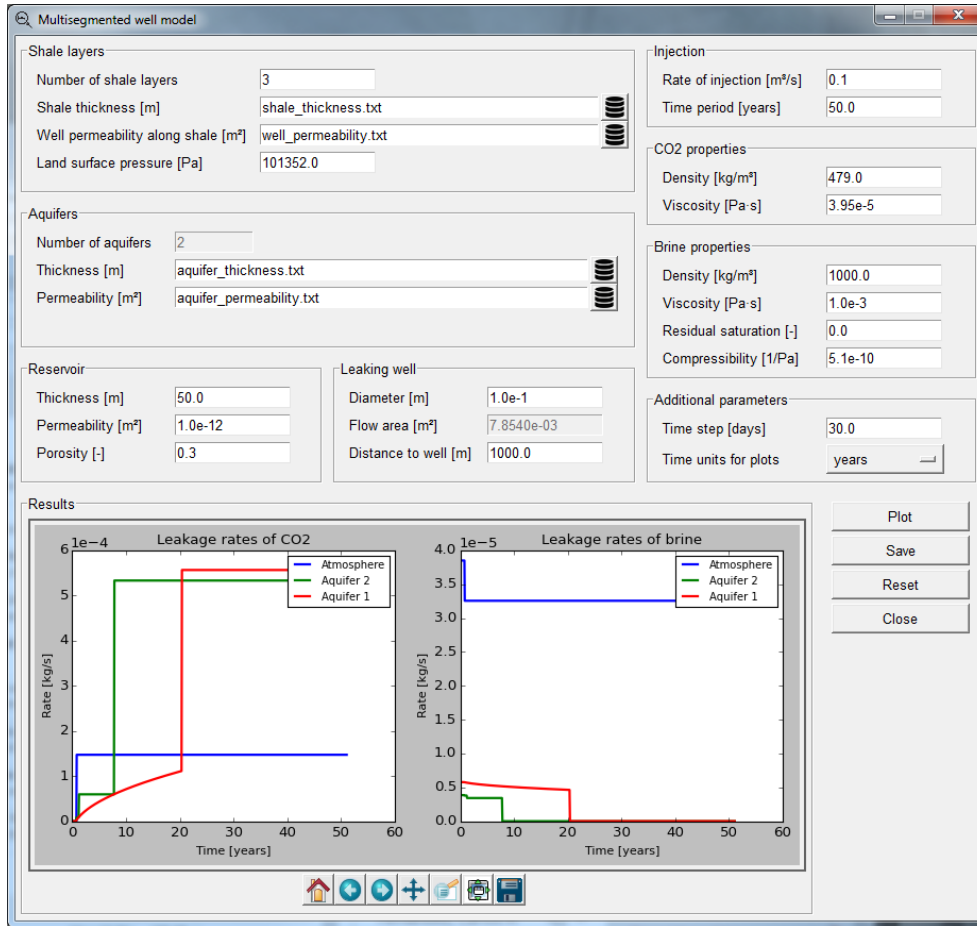 Multisegmented well model
Shale layers
Number of shale layers 3
Shale thickness [m] shale_thickness.txt
Well permeability along shale [m²] well_permeability.txt
Land surface pressure [Pa] 101352.0
Aquifers
Number of aquifers 2
Thickness [m] aquifer_thickness.txt
Permeability [m²] aquifer_permeability.txt
Reservoir
Thickness [m] 50.0
Permeability [m²] 1.0e-12
Porosity [-] 0.3
Leaking well
Diameter [m] 1.0e-1
Flow area [m²] 7.8540e-03
Distance to well [m] 1000.0
Injection
Rate of injection [m³/s] 0.1
Time period [years] 50.0
CO2 properties
Density [kg/m³] 479.0
Viscosity [Pa·s] 3.95e-5
Brine properties
Density [kg/m³] 1000.0
Viscosity [Pa·s] 1.0e-3
Residual saturation [-] 0.0
Compressibility [1/Pa] 5.1e-10
Additional parameters
Time step [days] 30.0
Time units for plots years
Results
1e-4
Leakage rates of CO2
6
5
4
3
2
1
0
Rate [kg/s]
Atmosphere
Aquifer 2
Aquifer 1
0 10 20 30 40 50 60
Time [years]
1e-5
Leakage rates of brine
4.0
3.5
3.0
2.5
2.0
1.5
1.0
0.5
0.0
Rate [kg/s]
Atmosphere
Aquifer 2
Aquifer 1
0 10 20 30 40 50 60
Time [years]
Plot
Save
Reset
Close